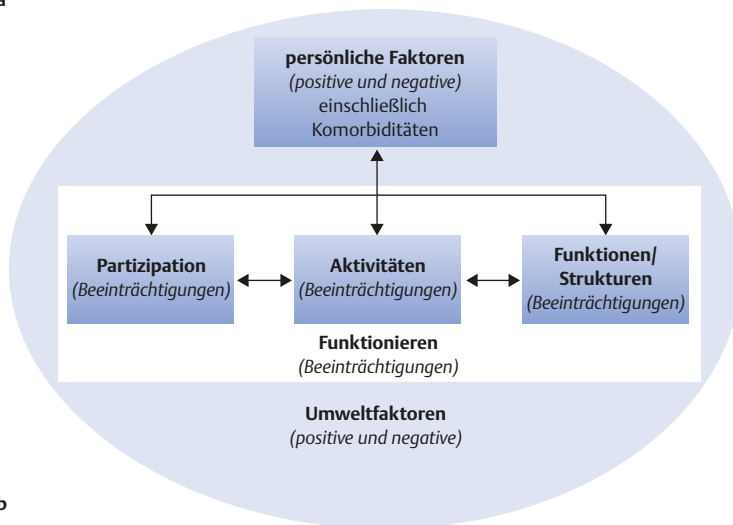 persönliche Faktoren
(positive und negative)
einschließlich
Komorbiditäten
Partizipation
(Beeinträchtigungen)
Aktivitäten
(Beeinträchtigungen)
Funktionen/
Strukturen
(Beeinträchtigungen)
Funktionieren
(Beeinträchtigungen)
Umweltfaktoren
(positive und negative)
b